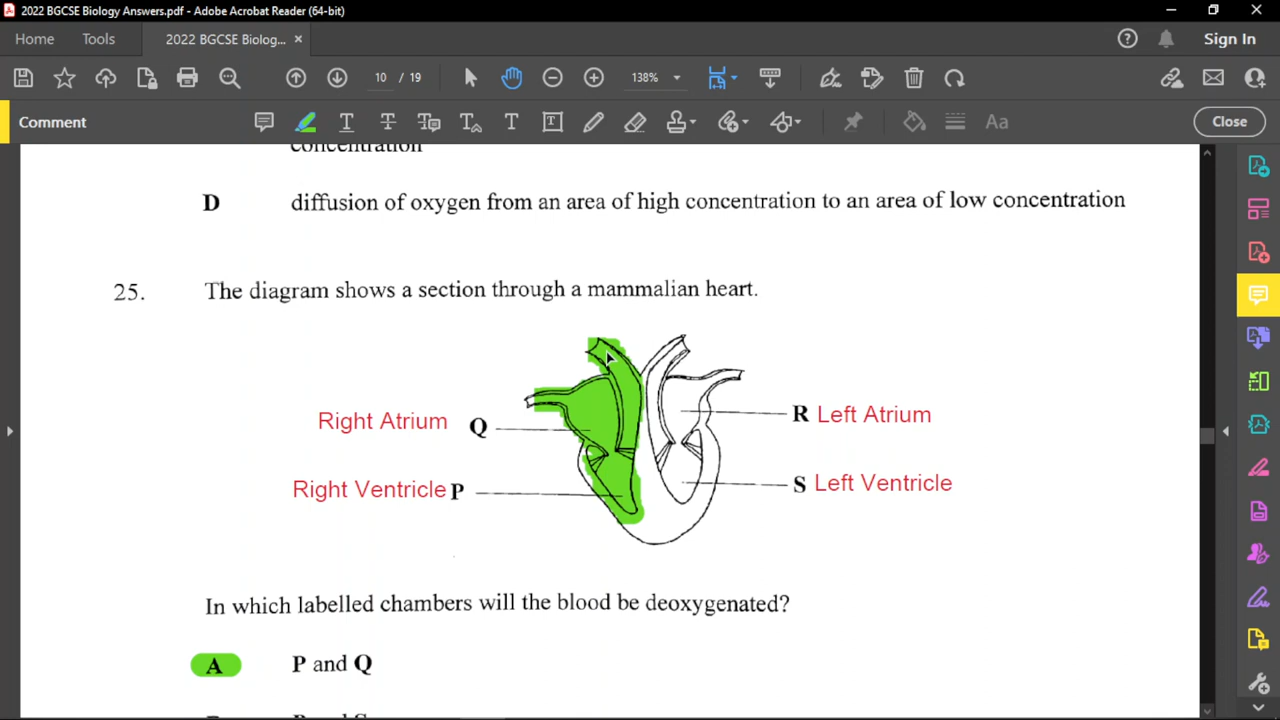 2022 BGCSE Biology Answers.pdf - Adobe Acrobat Reader (64-bit)
Home Tools 2022 BGCSE Biolog... × Sign In
10 / 19 138%
Comment Aa Close
concentration
D diffusion of oxygen from an area of high concentration to an area of low concentration
25. The diagram shows a section through a mammalian heart.
Right Atrium Q R Left Atrium
Right Ventricle P S Left Ventricle
In which labelled chambers will the blood be deoxygenated?
A P and Q